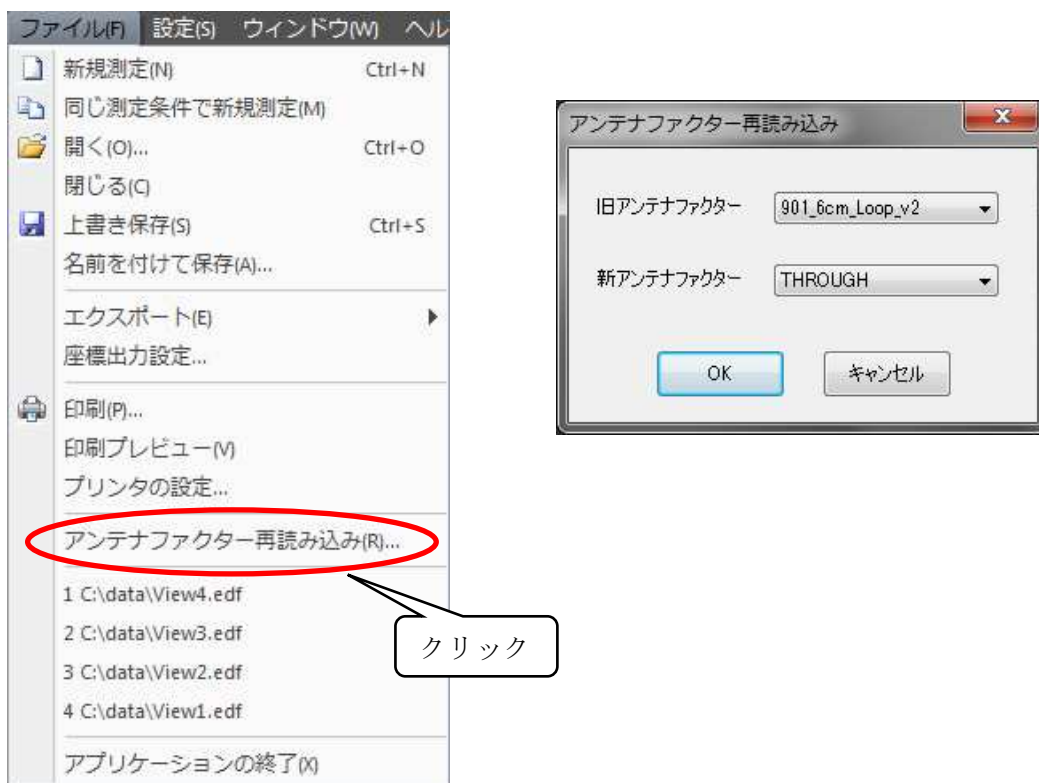 ファイル(F) 設定(S) ウィンドウ(W) ヘル
新規測定(N) Ctrl+N
同じ測定条件で新規測定(M)
開く(O)... Ctrl+O
閉じる(C)
上書き保存(S) Ctrl+S
名前を付けて保存(A)...
エクスポート(E)
座標出力設定...
印刷(P)...
印刷プレビュー(V)
プリンタの設定...
アンテナファクター再読み込み(R)...
1 C:\data\View4.edf
2 C:\data\View3.edf
3 C:\data\View2.edf
4 C:\data\View1.edf
アプリケーションの終了(X)
クリック
アンテナファクター再読み込み
旧アンテナファクター 901_6cm_Loop_v2
新アンテナファクター THROUGH
OK キャンセル